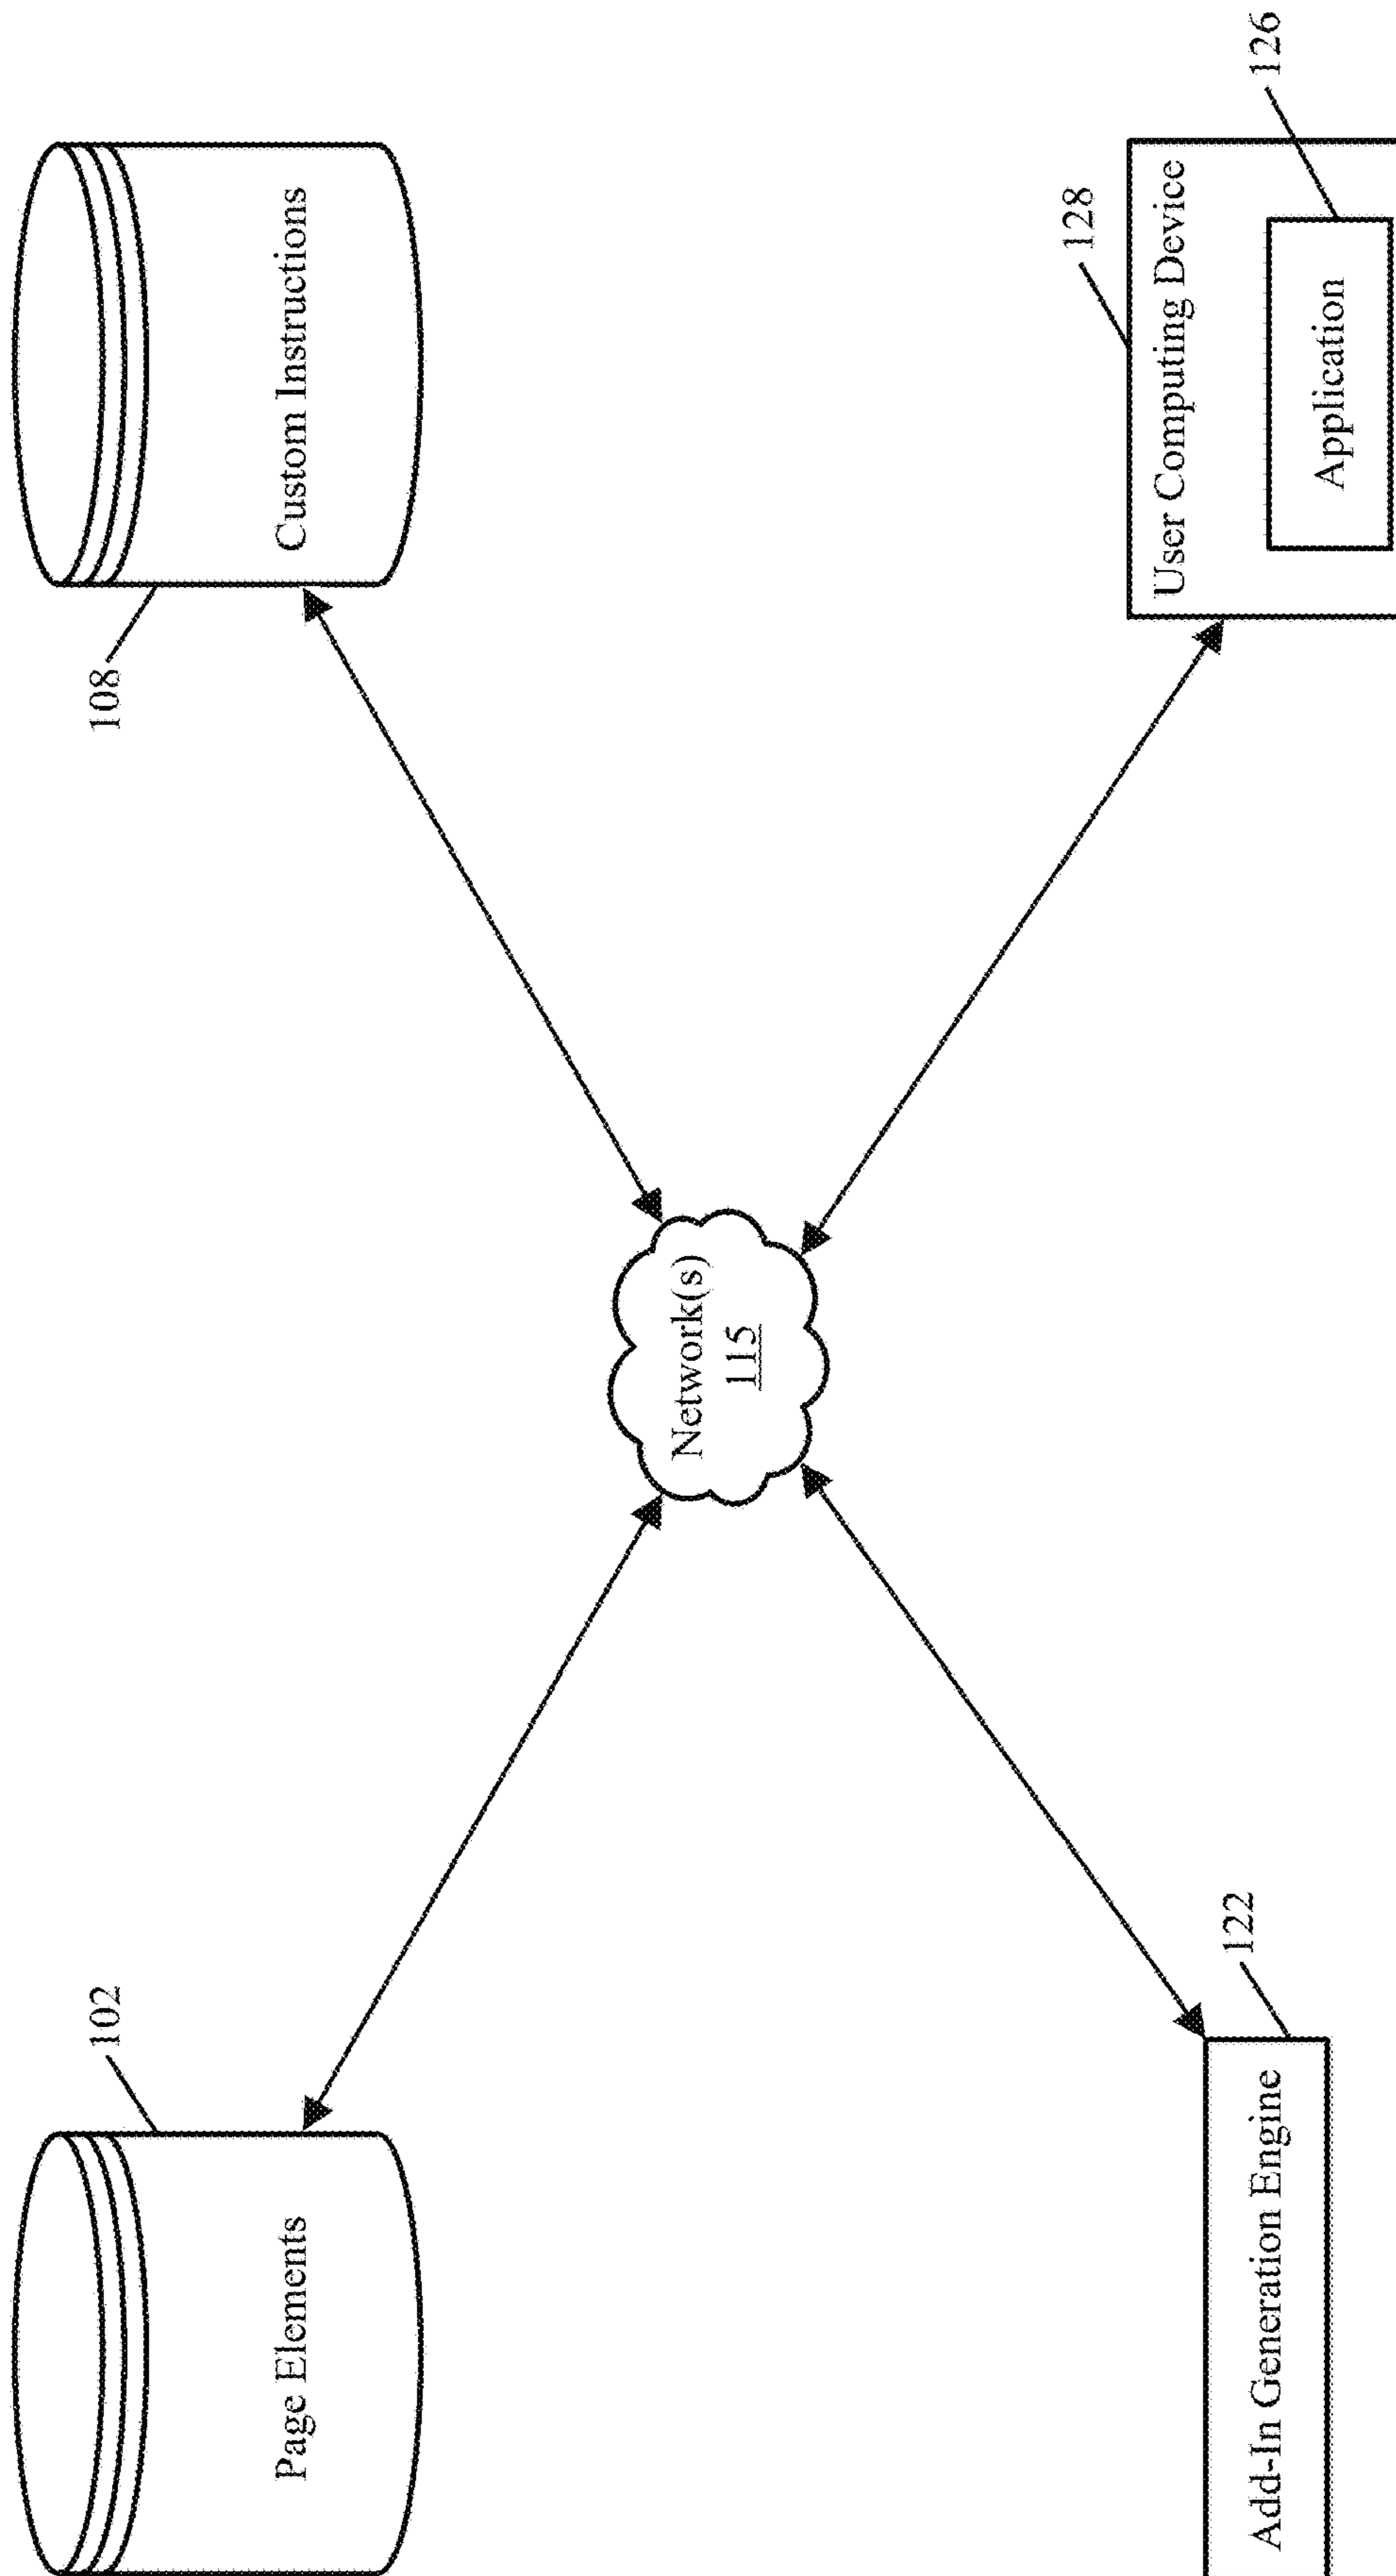 102
Page Elements
108
Custom Instructions
Network(s)
115
122
Add-In Generation Engine
128
User Computing Device
Application
126